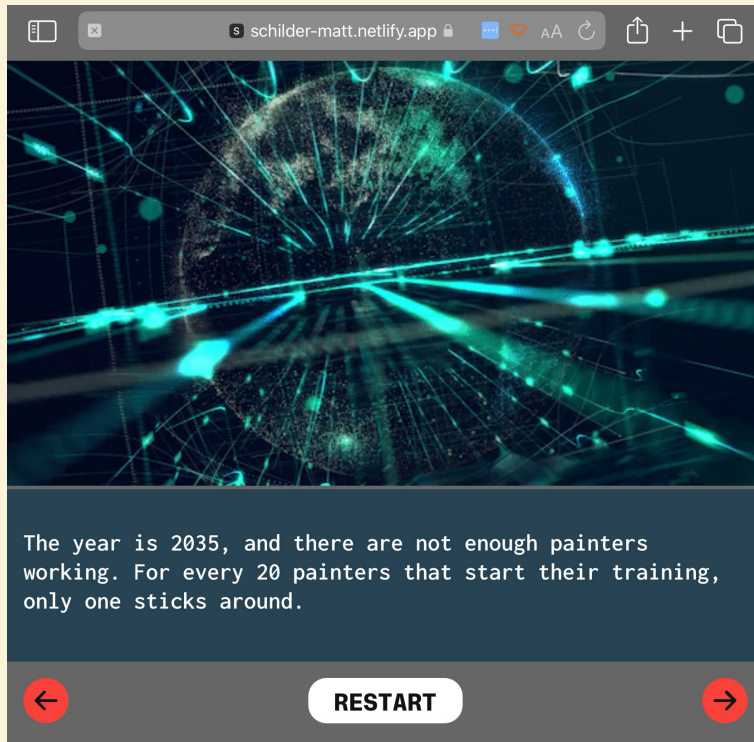 S schilder-matt.netlify.app AA
The year is 2035, and there are not enough painters
working. For every 20 painters that start their training,
only one sticks around.
RESTART